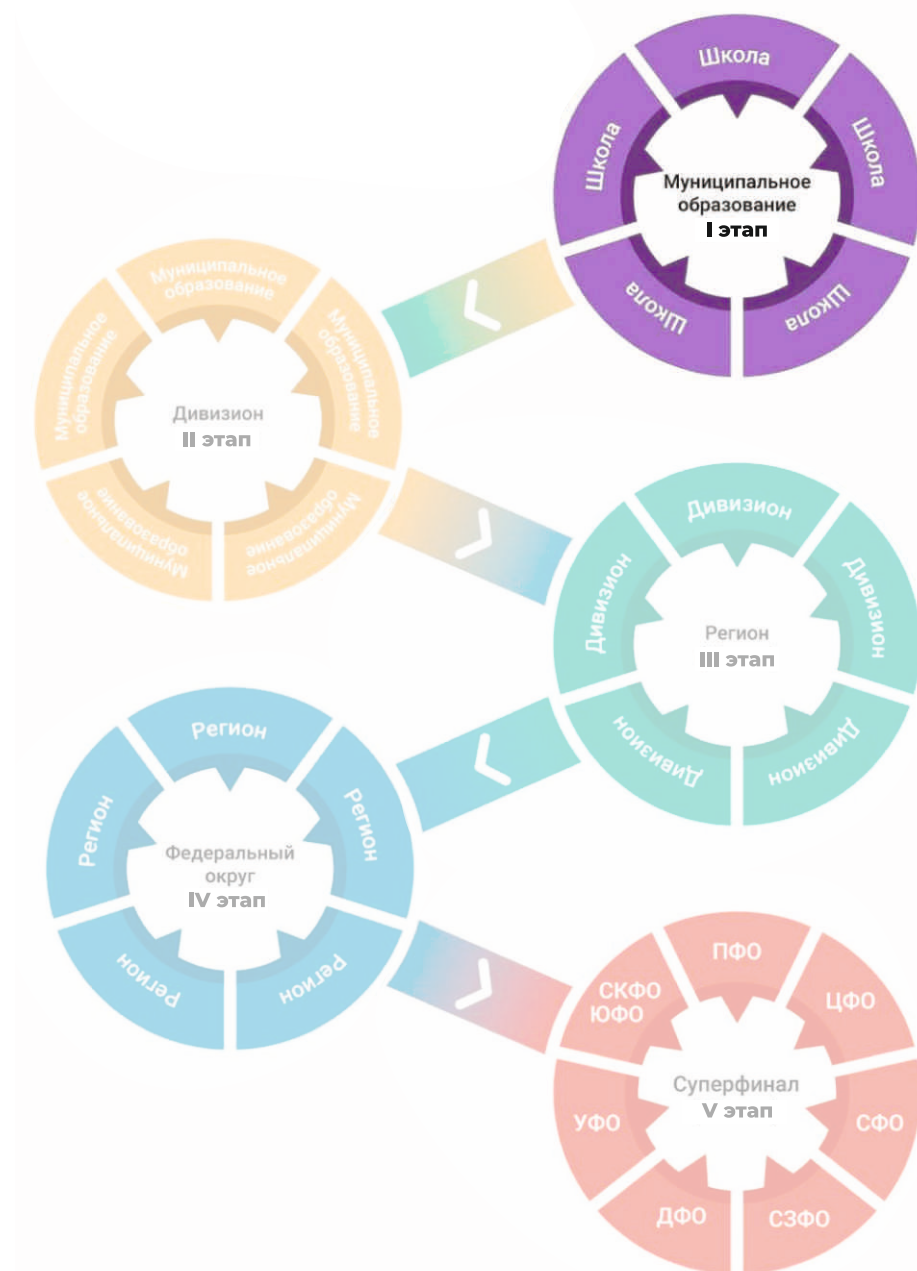 Школа
Школа
Школа
Школа
Школа
Муниципальное
образование
I этап
Муниципальное
образование
Муниципальное
образование
Муниципальное
образование
Муниципальное
образование
Муниципальное
образование
Дивизион
II этап
Дивизион
Дивизион
Дивизион
Дивизион
Дивизион
Регион
III этап
Регион
Регион
Регион
Регион
Регион
Федеральный
округ
IV этап
ПФО
СКФО
ЮФО
ЦФО
УФО
СФО
ДФО
СЗФО
Суперфинал
V этап